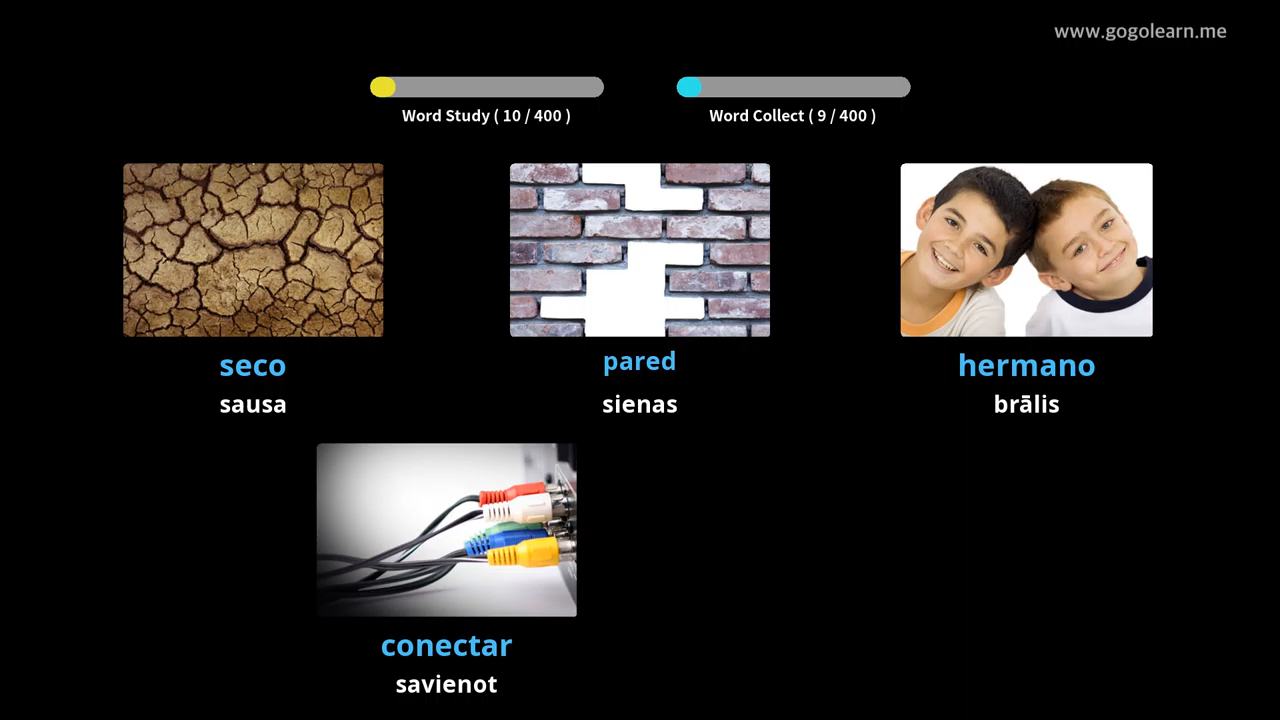 www.gogolearn.me
Word Study ( 10 / 400 )
Word Collect ( 9 / 400 )
seco
sausa
pared
sienas
hermano
brālis
conectar
savienot